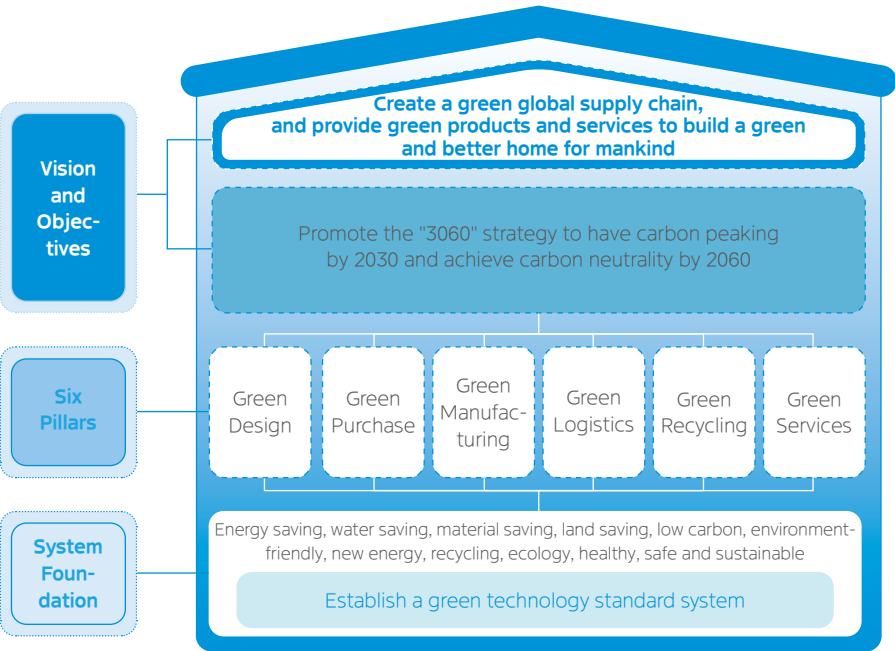 Create a green global supply chain,
and provide green products and services to build a green
and better home for mankind
Vision
and
Objec-
tives
Promote the "3060" strategy to have carbon peaking
by 2030 and achieve carbon neutrality by 2060
Six
Pillars
Green
Design
Green
Purchase
Green
Manufac-
turing
Green
Logistics
Green
Recycling
Green
Services
System
Foun-
dation
Energy saving, water saving, material saving, land saving, low carbon, environment-
friendly, new energy, recycling, ecology, healthy, safe and sustainable
Establish a green technology standard system